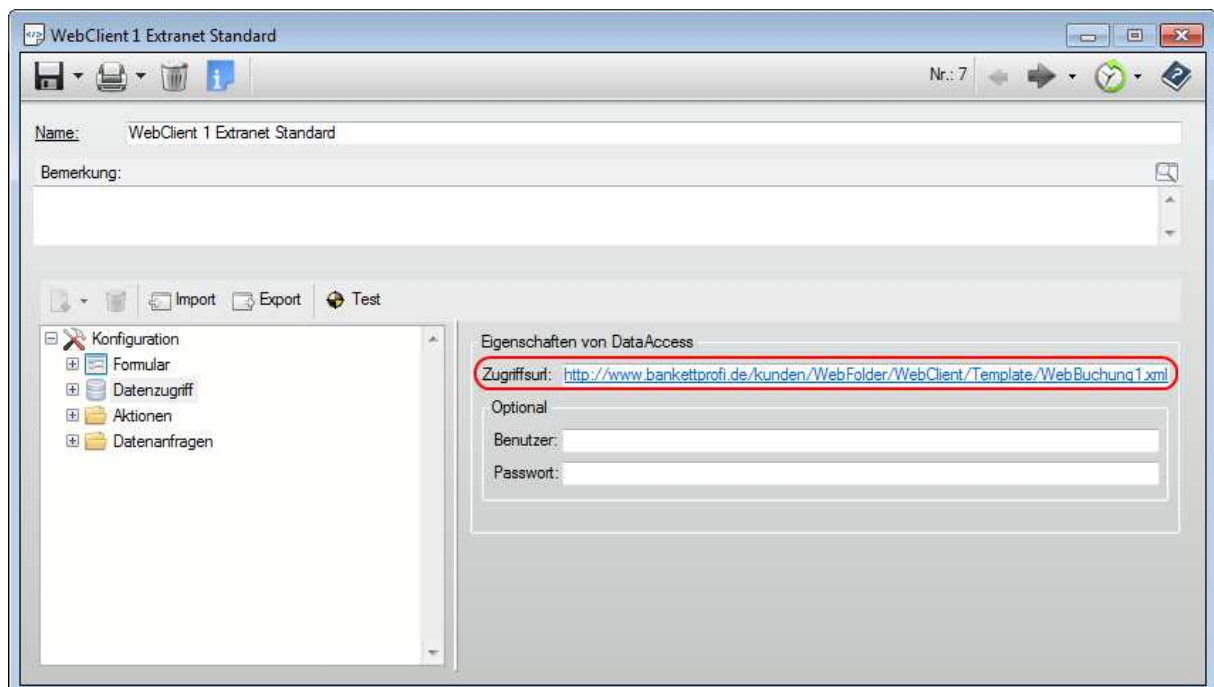 WebClient 1 Extranet Standard
Nr.: 7
Name: WebClient 1 Extranet Standard
Bemerkung:
Import Export Test
Konfiguration
Formular
Datenzugriff
Aktionen
Datenanfragen
Eigenschaften von DataAccess
Zugriffsurl: http://www.bankettprofi.de/kunden/WebFolder/WebClient/Template/WebBuchung1.xml
Optional
Benutzer:
Passwort: